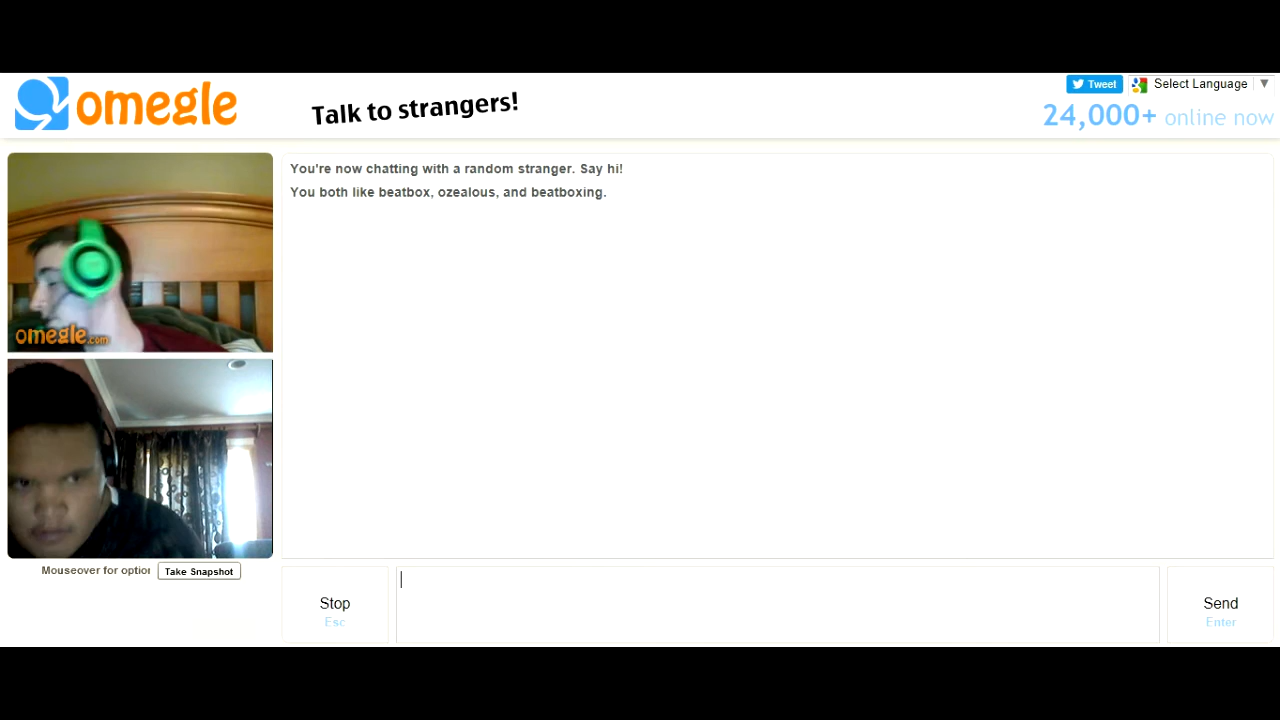 omegle
Talk to strangers!
Tweet
Select Language ▼
24,000+ online now
You're now chatting with a random stranger. Say hi!
You both like beatbox, ozealous, and beatboxing.
omegle.com
Mouseover for option
Take Snapshot
Stop
Esc
Send
Enter